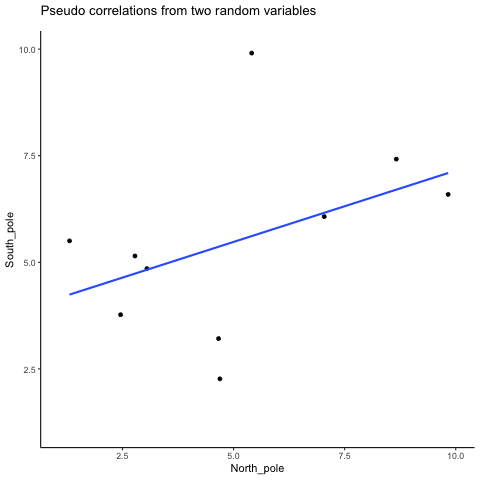 Pseudo correlations from two random variables
10.0
7.5
5.0
2.5
South_pole
2.5 5.0 7.5 10.0
North_pole